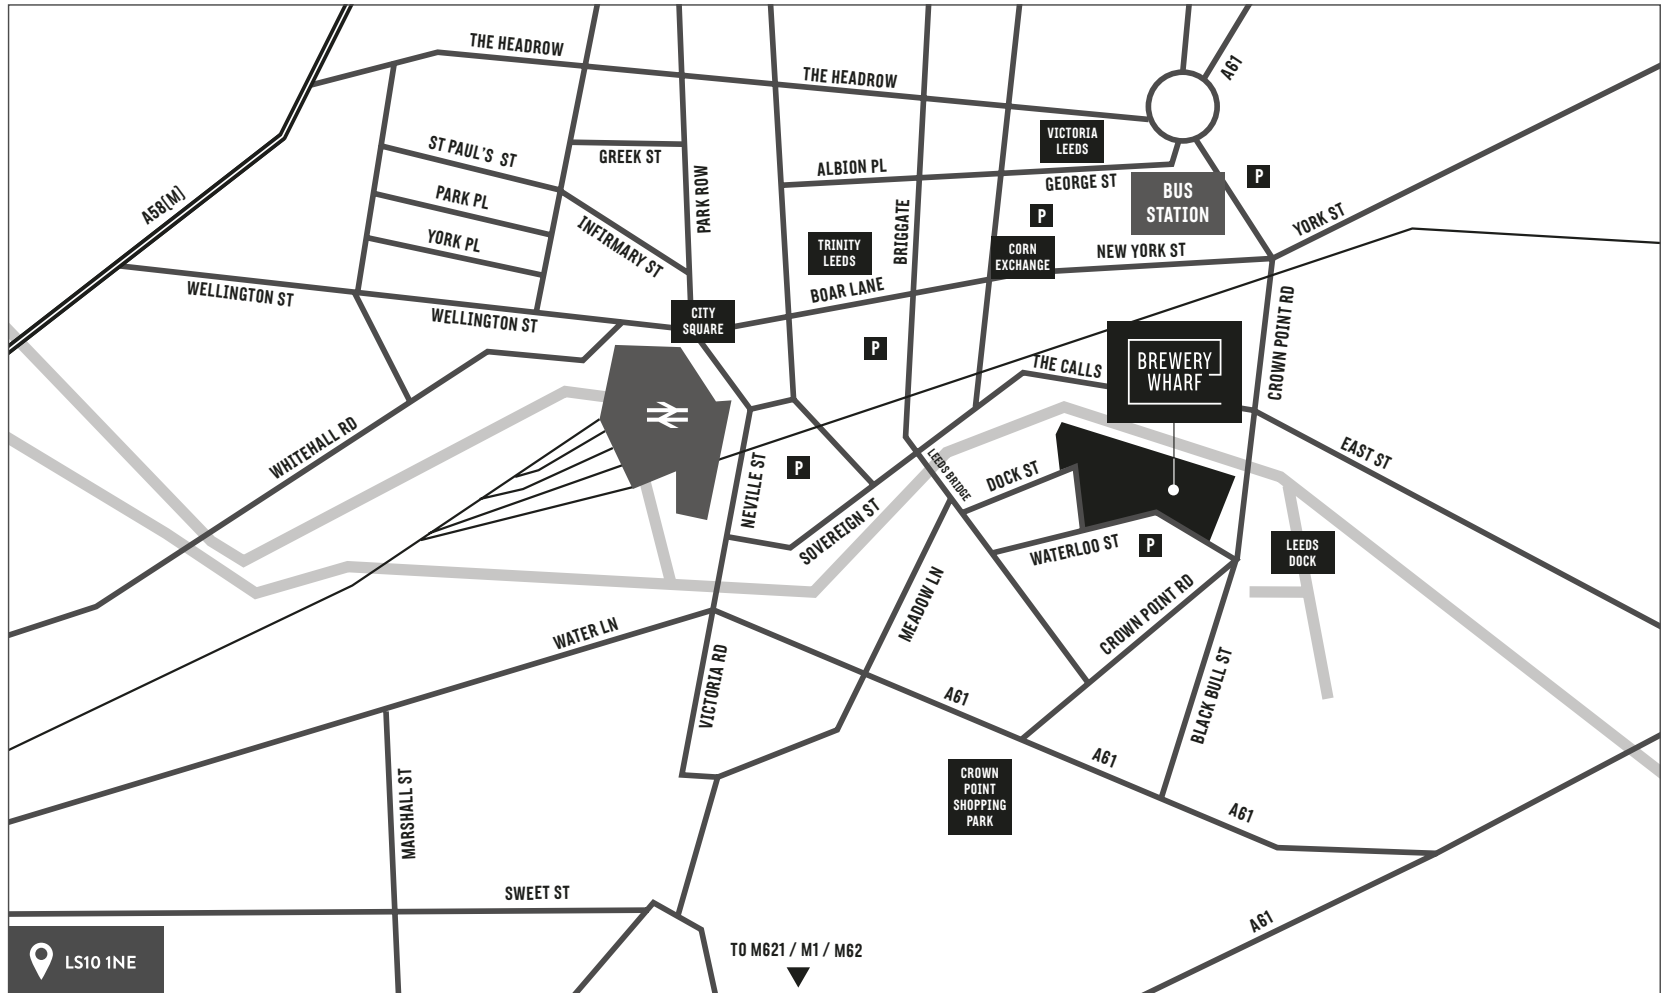 THE HEADROW
THE HEADROW
A61
VICTORIA
LEEDS
ST PAUL'S ST
GREEK ST
ALBION PL
GEORGE ST
P
BUS
STATION
A58(M)
PARK PL
PARK ROW
P
YORK ST
YORK PL
INFIRMARY ST
TRINITY
LEEDS
BRIGGATE
CORN
EXCHANGE
NEW YORK ST
WELLINGTON ST
BOAR LANE
WELLINGTON ST
CITY
SQUARE
P
CROWN POINT RD
THE CALLS
BREWERY
WHARF
WHITEHALL RD
EAST ST
P
NEVILLE ST
LEEDS BRIDGE
DOCK ST
SOVEREIGN ST
WATERLOO ST
P
LEEDS
DOCK
MEADOW LN
CROWN POINT RD
WATER LN
VICTORIA RD
A61
BLACK BULL ST
A61
CROWN
POINT
SHOPPING
PARK
A61
MARSHALL ST
SWEET ST
A61
TO M621 / M1 / M62
LS10 1NE